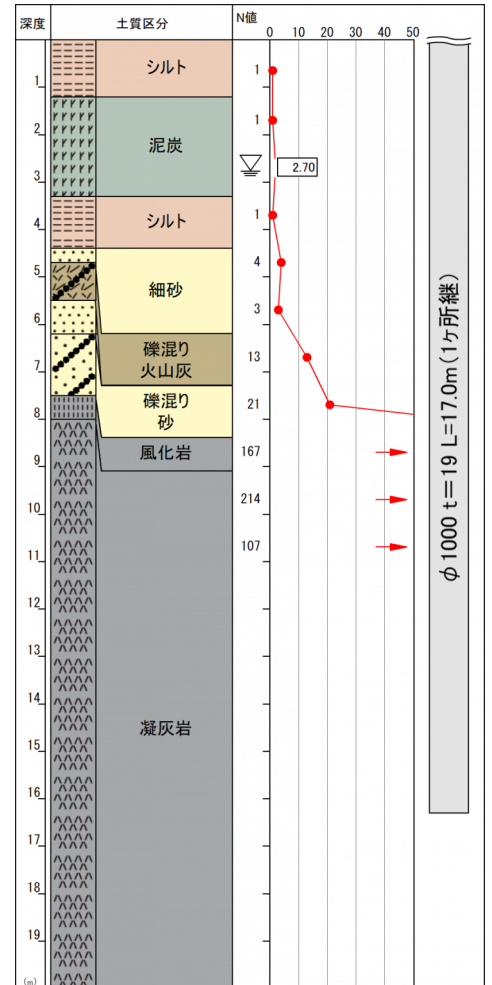 深度
土質区分
N値
0 10 20 30 40 50
シルト
1
1
泥炭
1
2
2.70
3
シルト
1
4
細砂
4
5
3
6
礫混り
火山灰
13
7
礫混り
砂
21
8
風化岩
167
9
214
10
107
11
12
13
14
凝灰岩
15
16
17
18
19
(m)
φ1000 t=19 L=17.0m(1ヶ所継)